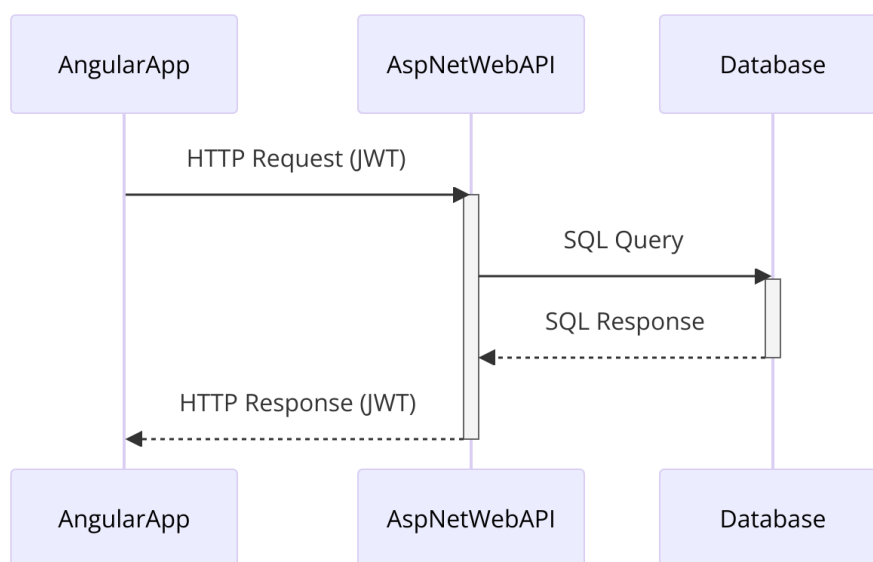 AngularApp
AspNetWebAPI
Database
HTTP Request (JWT)
SQL Query
SQL Response
HTTP Response (JWT)
AngularApp
AspNetWebAPI
Database